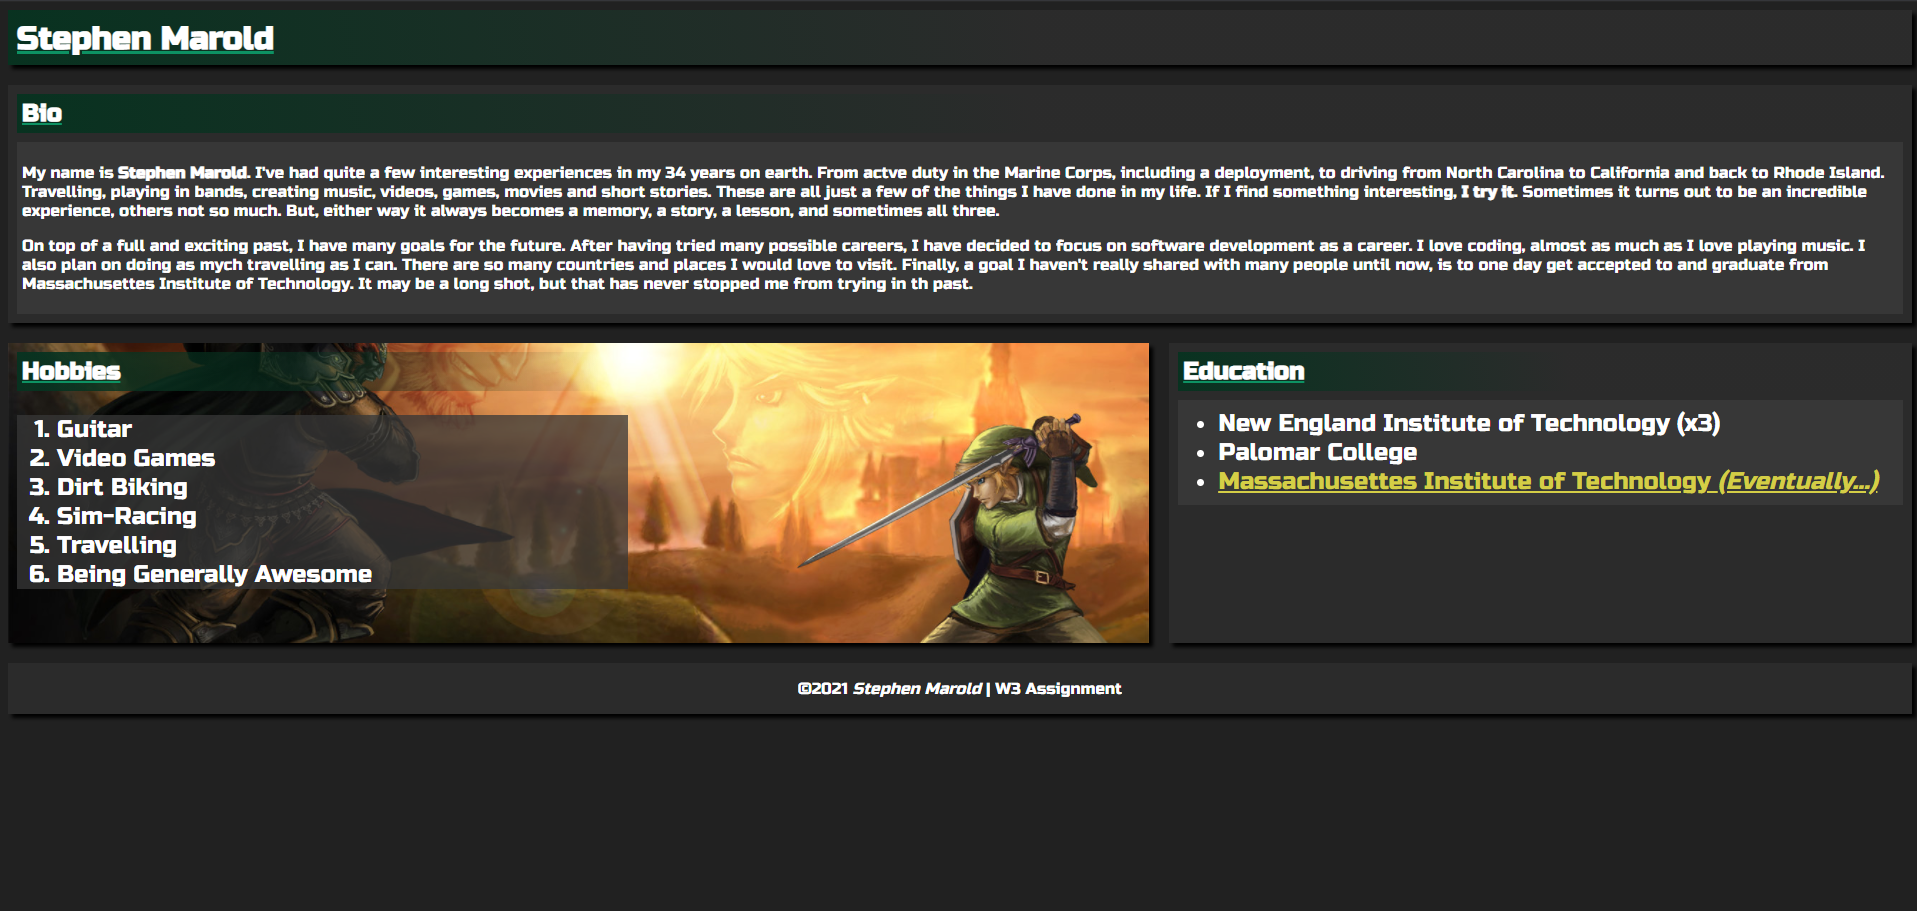 Stephen Marold
Bio
My name is Stephen Marold. I've had quite a few interesting experiences in my 34 years on earth. From actve duty in the Marine Corps, including a deployment, to driving from North Carolina to California and back to Rhode Island.
Travelling, playing in bands, creating music, videos, games, movies and short stories. These are all just a few of the things I have done in my life. If I find something interesting, I try it. Sometimes it turns out to be an incredible
experience, others not so much. But, either way it always becomes a memory, a story, a lesson, and sometimes all three.
On top of a full and exciting past, I have many goals for the future. After having tried many possible careers, I have decided to focus on software development as a career. I love coding, almost as much as I love playing music. I
also plan on doing as mych travelling as I can. There are so many countries and places I would love to visit. Finally, a goal I haven't really shared with many people until now, is to one day get accepted to and graduate from
Massachusettes Institute of Technology. It may be a long shot, but that has never stopped me from trying in th past.
Hobbies
1. Guitar
2. Video Games
3. Dirt Biking
4. Sim-Racing
5. Travelling
6. Being Generally Awesome
Education
• New England Institute of Technology (x3)
• Palomar College
• Massachusettes Institute of Technology (Eventually...)
©2021 Stephen Marold | W3 Assignment